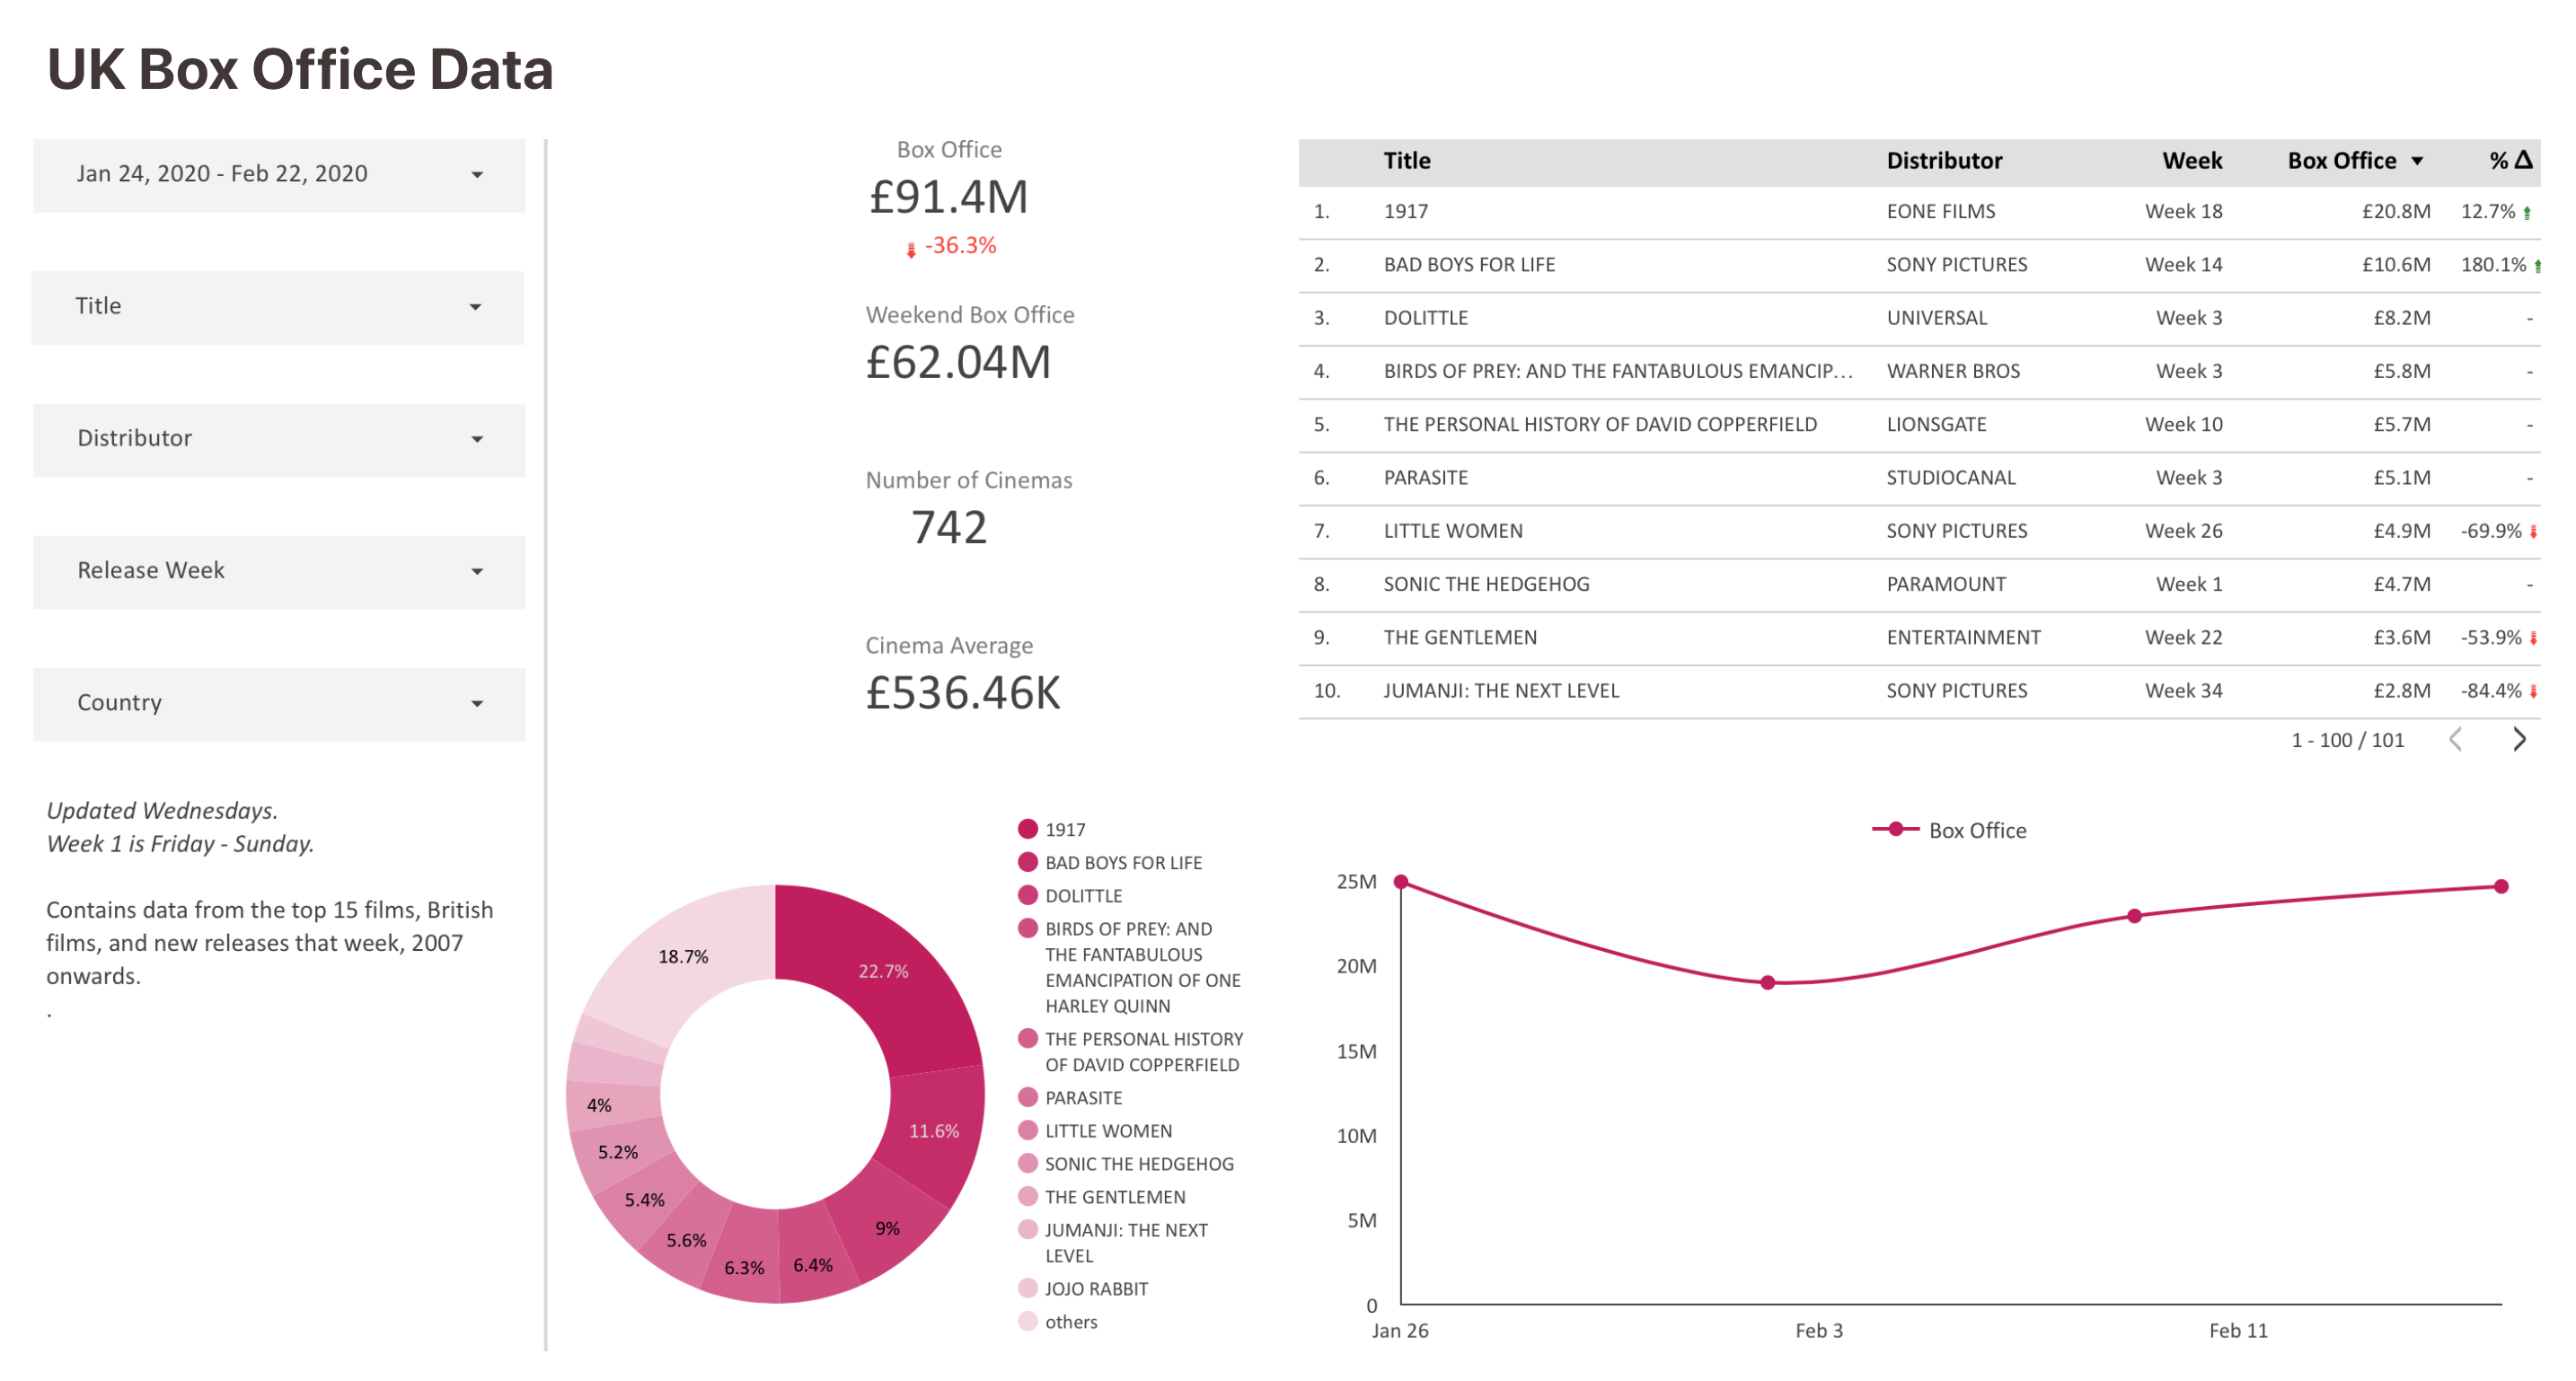 UK Box Office Data
Jan 24, 2020 - Feb 22, 2020
Title
Distributor
Release Week
Country
Updated Wednesdays.
Week 1 is Friday - Sunday.
Contains data from the top 15 films, British
films, and new releases that week, 2007
onwards.
.
Box Office
£91.4M
-36.3%
Weekend Box Office
£62.04M
Number of Cinemas
742
Cinema Average
£536.46K
Title Distributor Week Box Office % Δ
1. 1917 EONE FILMS Week 18 £20.8M 12.7%
2. BAD BOYS FOR LIFE SONY PICTURES Week 14 £10.6M 180.1%
3. DOLITTLE UNIVERSAL Week 3 £8.2M -
4. BIRDS OF PREY: AND THE FANTABULOUS EMANCIP... WARNER BROS Week 3 £5.8M -
5. THE PERSONAL HISTORY OF DAVID COPPERFIELD LIONSGATE Week 10 £5.7M -
6. PARASITE STUDIOCANAL Week 3 £5.1M -
7. LITTLE WOMEN SONY PICTURES Week 26 £4.9M -69.9%
8. SONIC THE HEDGEHOG PARAMOUNT Week 1 £4.7M -
9. THE GENTLEMEN ENTERTAINMENT Week 22 £3.6M -53.9%
10. JUMANJI: THE NEXT LEVEL SONY PICTURES Week 34 £2.8M -84.4%
1 - 100 / 101
22.7%
11.6%
9%
6.4%
6.3%
5.6%
5.4%
5.2%
4%
18.7%
1917
BAD BOYS FOR LIFE
DOLITTLE
BIRDS OF PREY: AND
THE FANTABULOUS
EMANCIPATION OF ONE
HARLEY QUINN
THE PERSONAL HISTORY
OF DAVID COPPERFIELD
PARASITE
LITTLE WOMEN
SONIC THE HEDGEHOG
THE GENTLEMEN
JUMANJI: THE NEXT
LEVEL
JOJO RABBIT
others
Box Office
25M
20M
15M
10M
5M
0
Jan 26 Feb 3 Feb 11